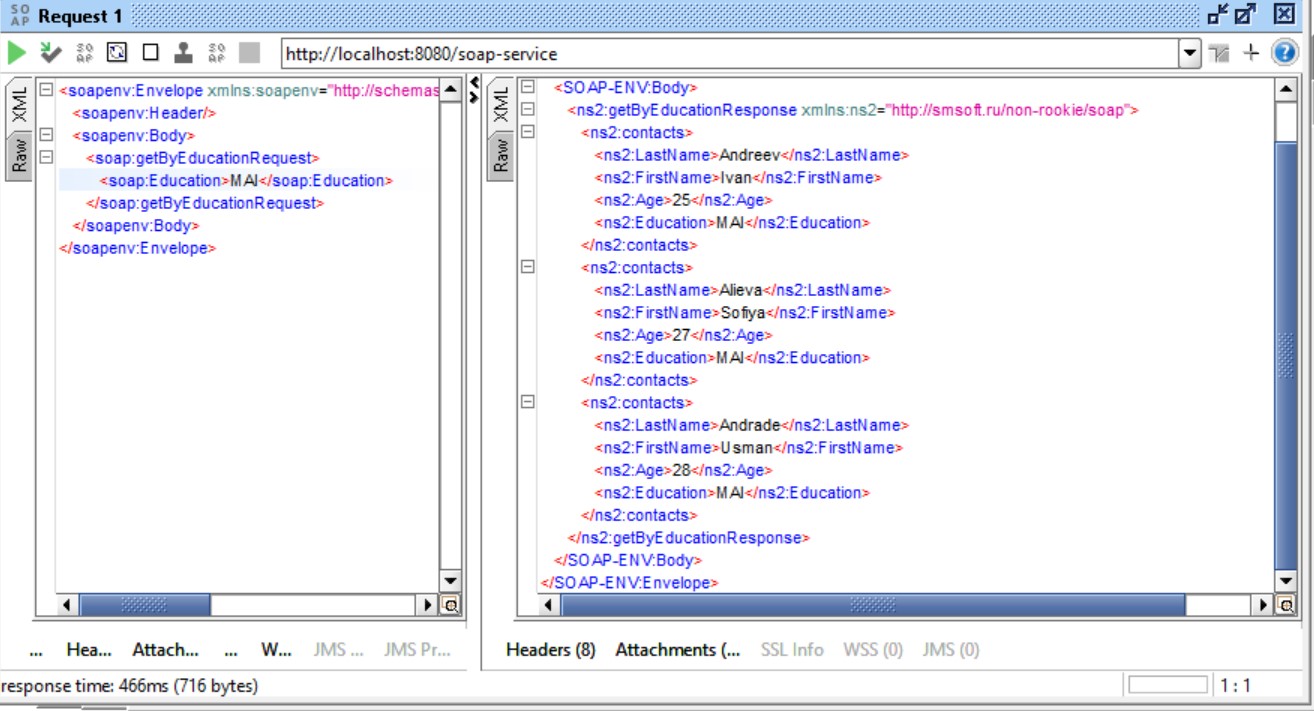 SO AP Request 1
http://localhost:8080/soap-service
XML
Raw
<soapenv:Envelope xmlns:soapenv="http://schemas
<soapenv:Header/>
<soapenv:Body>
<soap:getByEducationRequest>
<soap:Education>MAI</soap:Education>
</soap:getByEducationRequest>
</soapenv:Body>
</soapenv:Envelope>
XML
Raw
<SOAP-ENV:Body>
<ns2:getByEducationResponse xmlns:ns2="http://smsoft.ru/non-rookie/soap">
<ns2:contacts>
<ns2:LastName>Andreev</ns2:LastName>
<ns2:FirstName>Ivan</ns2:FirstName>
<ns2:Age>25</ns2:Age>
<ns2:Education>MAI</ns2:Education>
</ns2:contacts>
<ns2:contacts>
<ns2:LastName>Alieva</ns2:LastName>
<ns2:FirstName>Sofiya</ns2:FirstName>
<ns2:Age>27</ns2:Age>
<ns2:Education>MAI</ns2:Education>
</ns2:contacts>
<ns2:contacts>
<ns2:LastName>Andrade</ns2:LastName>
<ns2:FirstName>Usman</ns2:FirstName>
<ns2:Age>28</ns2:Age>
<ns2:Education>MAI</ns2:Education>
</ns2:contacts>
</ns2:getByEducationResponse>
</SOAP-ENV:Body>
</SOAP-ENV:Envelope>
... Hea... Attach... ... W... JMS ... JMS Pr...
Headers (8) Attachments (... SSL Info WSS (0) JMS (0)
response time: 466ms (716 bytes)
1 : 1